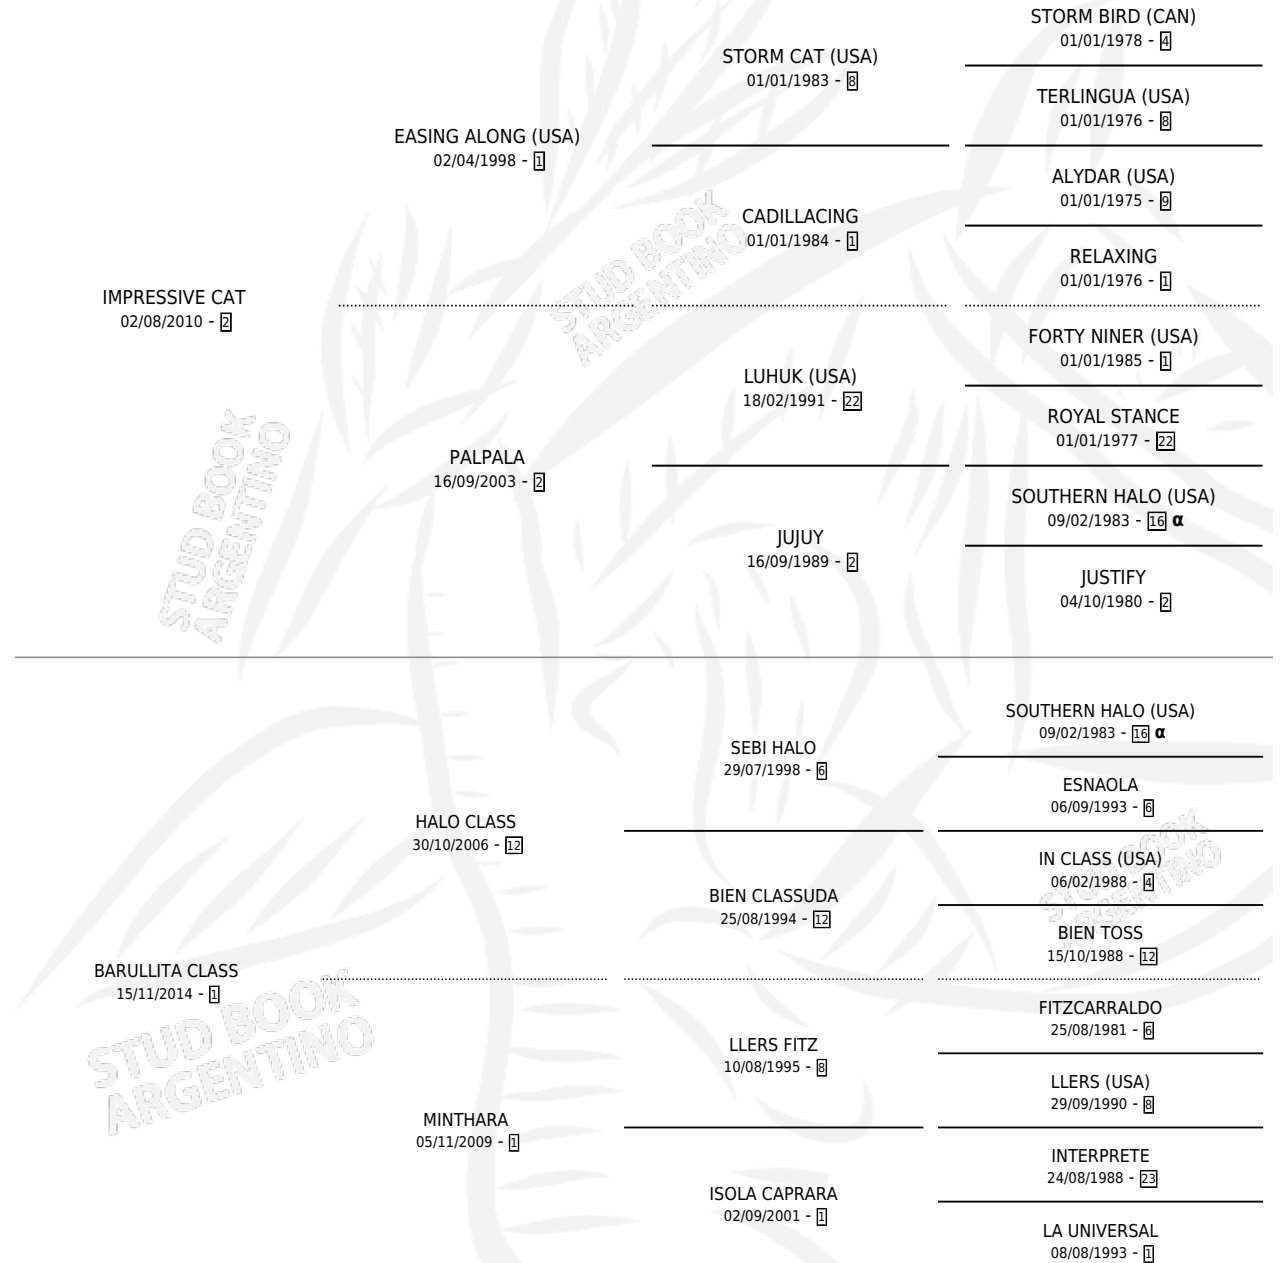 STORM BIRD (CAN)
01/01/1978 - 4
STORM CAT (USA)
01/01/1983 - 8
TERLINGUA (USA)
01/01/1976 - 8
EASING ALONG (USA)
02/04/1998 - 1
ALYDAR (USA)
01/01/1975 - 9
CADILLACING
01/01/1984 - 1
RELAXING
01/01/1976 - 1
IMPRESSIVE CAT
02/08/2010 - 2
FORTY NINER (USA)
01/01/1985 - 1
LUHUK (USA)
18/02/1991 - 22
ROYAL STANCE
01/01/1977 - 22
PALPALA
16/09/2003 - 2
SOUTHERN HALO (USA)
09/02/1983 - 16 α
JUJUY
16/09/1989 - 2
JUSTIFY
04/10/1980 - 2
SOUTHERN HALO (USA)
09/02/1983 - 16 α
SEBI HALO
29/07/1998 - 6
ESNAOLA
06/09/1993 - 6
HALO CLASS
30/10/2006 - 12
IN CLASS (USA)
06/02/1988 - 4
BIEN CLASSUDA
25/08/1994 - 12
BIEN TOSS
15/10/1988 - 12
BARULLITA CLASS
15/11/2014 - 1
FITZCARRALDO
25/08/1981 - 6
LLERS FITZ
10/08/1995 - 8
LLERS (USA)
29/09/1990 - 8
MINTHARA
05/11/2009 - 1
INTERPRETE
24/08/1988 - 23
ISOLA CAPRARA
02/09/2001 - 1
LA UNIVERSAL
08/08/1993 - 1
STUD BOOK
ARGENTINO
STUD BOOK
ARGENTINO
STUD BOOK
ARGENTINO
STUD BOOK
ARGENTINO